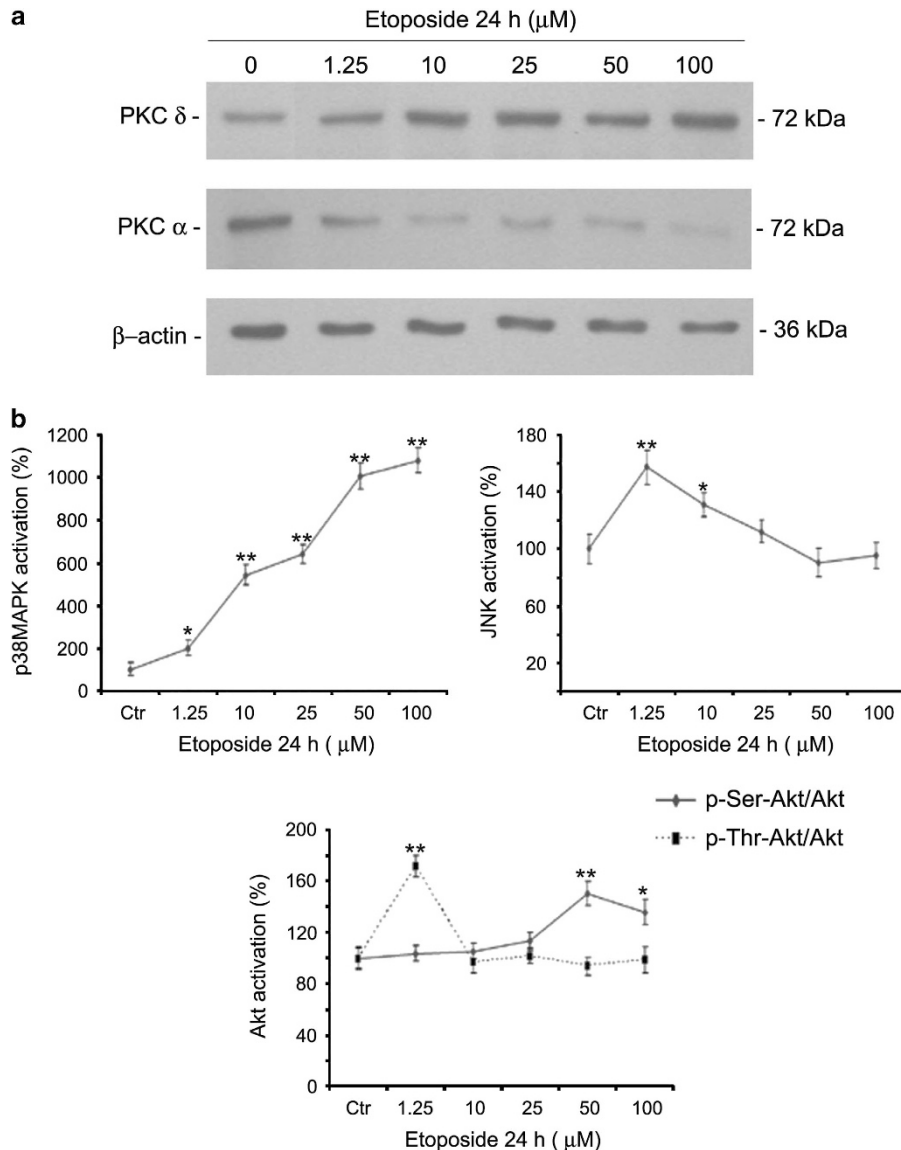 a
Etoposide 24 h (μM)
0 1.25 10 25 50 100
PKC δ - - 72 kDa
PKC α - - 72 kDa
β–actin - - 36 kDa
b
p38MAPK activation (%)
1200
1000
800
600
400
200
0
* ** ** ** **
Ctr 1.25 10 25 50 100
Etoposide 24 h ( μM)
JNK activation (%)
180
140
100
60
20
** *
Ctr 1.25 10 25 50 100
Etoposide 24 h ( μM)
p-Ser-Akt/Akt
p-Thr-Akt/Akt
Akt activation (%)
200
160
120
80
40
0
** ** *
Ctr 1.25 10 25 50 100
Etoposide 24 h ( μM)